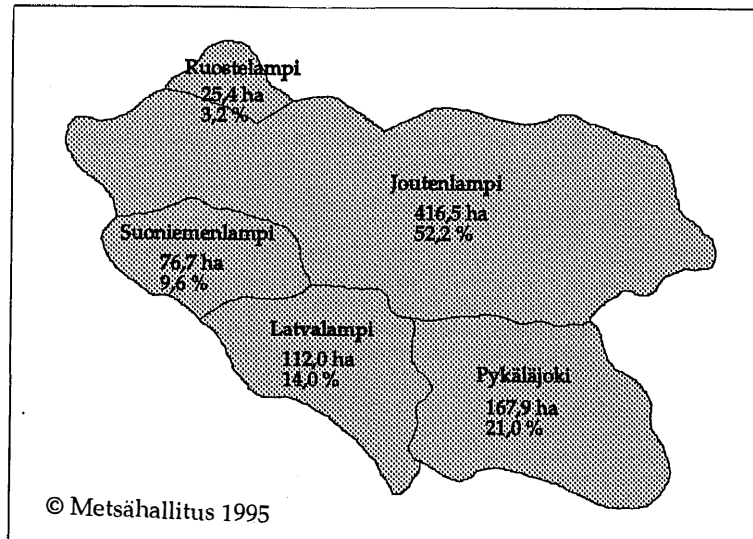 Ruostelampi
25,4 ha
3,2 %
Joutenlampi
416,5 ha
52,2 %
Suoniemenlampi
76,7 ha
9,6 %
Latvalampi
112,0 ha
14,0 %
Pykäläjoki
167,9 ha
21,0 %
© Metsähallitus 1995